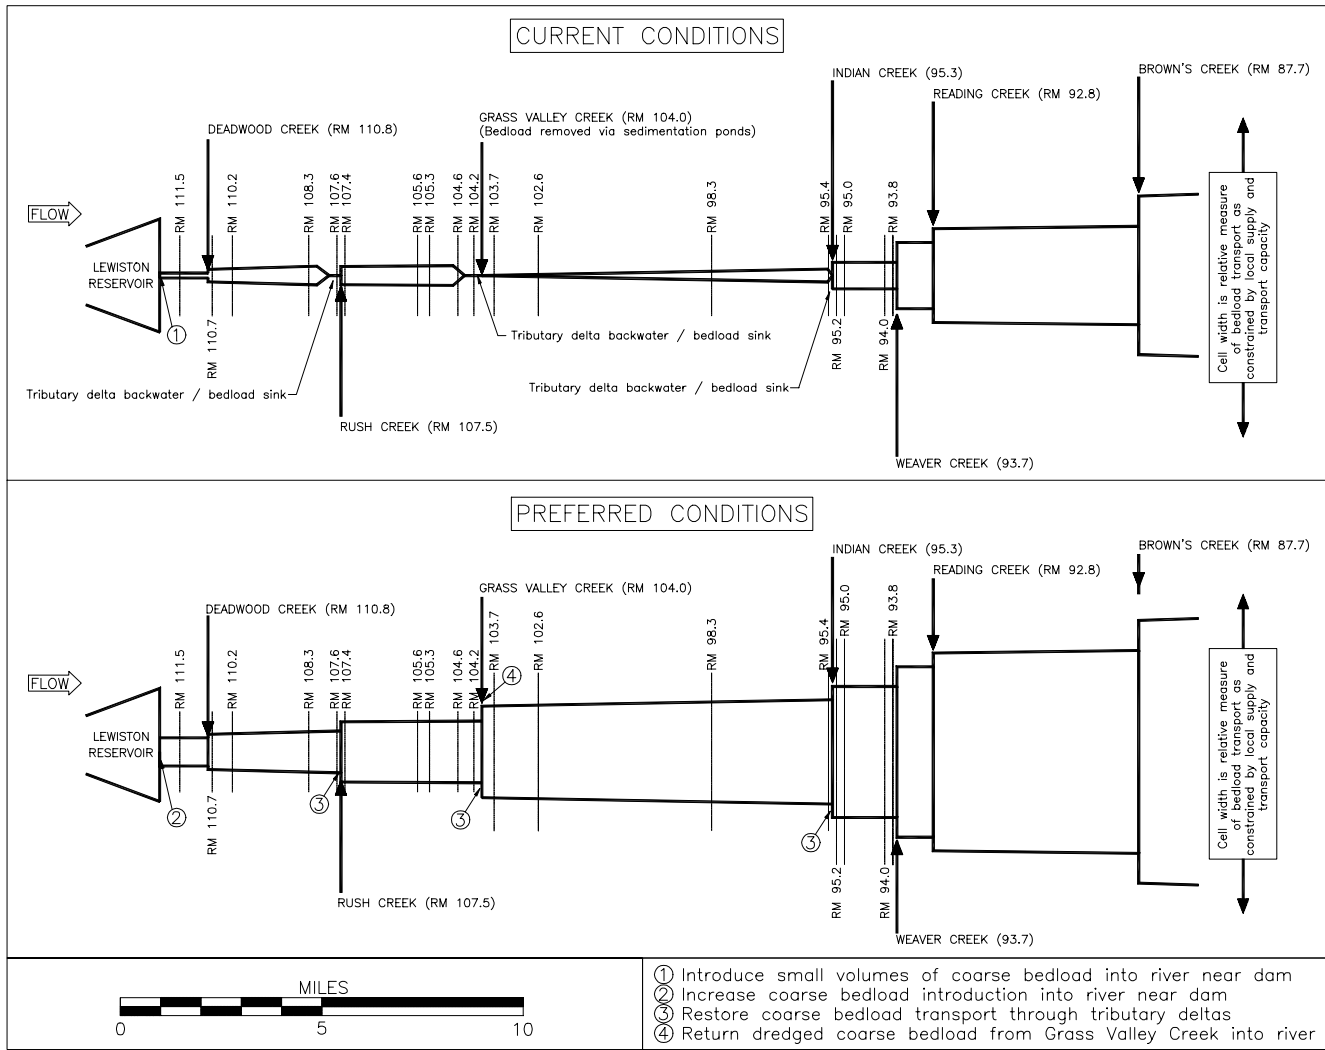 CURRENT CONDITIONS
INDIAN CREEK (95.3)
BROWN'S CREEK (RM 87.7)
READING CREEK (RM 92.8)
DEADWOOD CREEK (RM 110.8)
GRASS VALLEY CREEK (RM 104.0)
(Bedload removed via sedimentation ponds)
FLOW
RM 111.5
RM 110.2
RM 108.3
RM 107.6
RM 107.4
RM 105.6
RM 105.3
RM 104.6
RM 104.2
RM 103.7
RM 102.6
RM 98.3
RM 95.4
RM 95.0
RM 93.8
LEWISTON
RESERVOIR
1
RM 110.7
Tributary delta backwater / bedload sink
Tributary delta backwater / bedload sink
Tributary delta backwater / bedload sink
RM 95.2
RM 94.0
RUSH CREEK (RM 107.5)
WEAVER CREEK (93.7)
Cell width is relative measure
of bedload transport as
constrained by local supply and
transport capacity
PREFERRED CONDITIONS
INDIAN CREEK (95.3)
BROWN'S CREEK (RM 87.7)
READING CREEK (RM 92.8)
GRASS VALLEY CREEK (RM 104.0)
DEADWOOD CREEK (RM 110.8)
FLOW
RM 111.5
RM 110.2
RM 108.3
RM 107.6
RM 107.4
RM 105.6
RM 105.3
RM 104.6
RM 104.2
RM 103.7
RM 102.6
RM 98.3
RM 95.4
RM 95.0
RM 93.8
4
LEWISTON
RESERVOIR
2
RM 110.7
3
3
3
RM 95.2
RM 94.0
RUSH CREEK (RM 107.5)
WEAVER CREEK (93.7)
Cell width is relative measure
of bedload transport as
constrained by local supply and
transport capacity
MILES
0 5 10
1 Introduce small volumes of coarse bedload into river near dam
2 Increase coarse bedload introduction into river near dam
3 Restore coarse bedload transport through tributary deltas
4 Return dredged coarse bedload from Grass Valley Creek into river